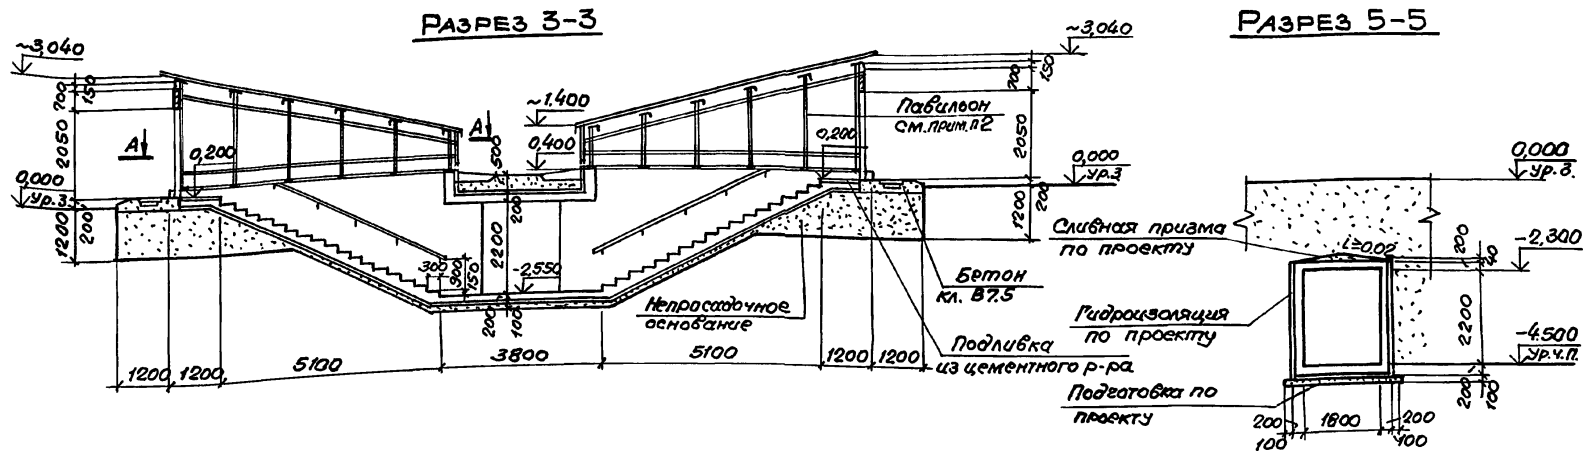 Разрез 3-3
Разрез 5-5
~3,040
~3,040
~1.400
0,400
0,200
0,200
0,000
Ур.З.
0,000
Ур.З
0,000
Ур.З.
А
А
Павильон
см.прим.п2
700
150
2050
1200
200
500
200
2200
300
900
150
-2,550
200
100
700
150
2050
1200
200
Непросадочное
основание
Бетон
кл. В7.5
Подливка
из цементного р-ра
1200
1200
5100
3800
5100
1200
1200
Сливная призма
по проекту
i=0.02
Гидроизоляция
по проекту
Подготовка по
проекту
-2,300
-4.500
Ур.ч.п.
200
40
2200
200
100
200
100
1800
200
100